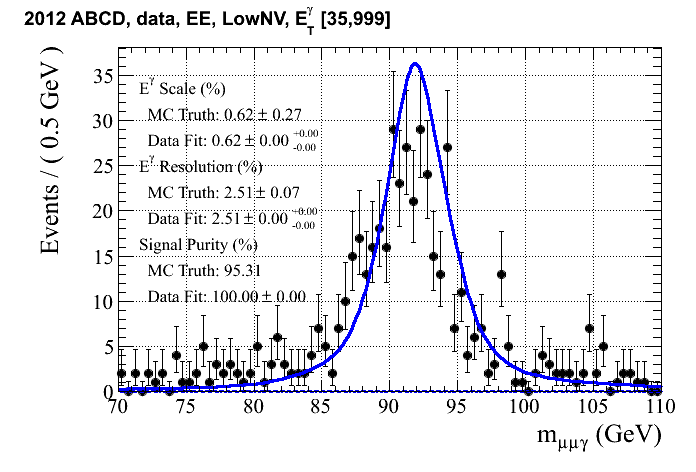 2012 ABCD, data, EE, LowNV, E_T^γ [35,999]
Events / ( 0.5 GeV )
35
30
25
20
15
10
5
0
E^γ Scale (%)
MC Truth: 0.62 ± 0.27
Data Fit: 0.62 ± 0.00 +0.00 -0.00
E^γ Resolution (%)
MC Truth: 2.51 ± 0.07
Data Fit: 2.51 ± 0.00 +0.00 -0.00
Signal Purity (%)
MC Truth: 95.31
Data Fit: 100.00 ± 0.00
70 75 80 85 90 95 100 105 110
m_μμγ (GeV)